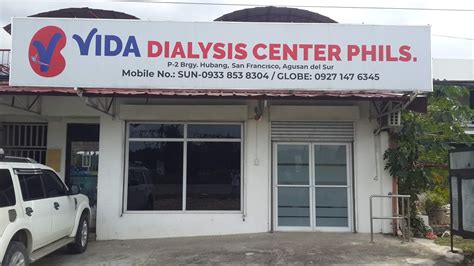 VIDA DIALYSIS CENTER PHILS.
P-2 Brgy. Hubang, San Francisco, Agusan del Sur
Mobile No.: SUN-0933 853 8304 / GLOBE: 0927 147 6345